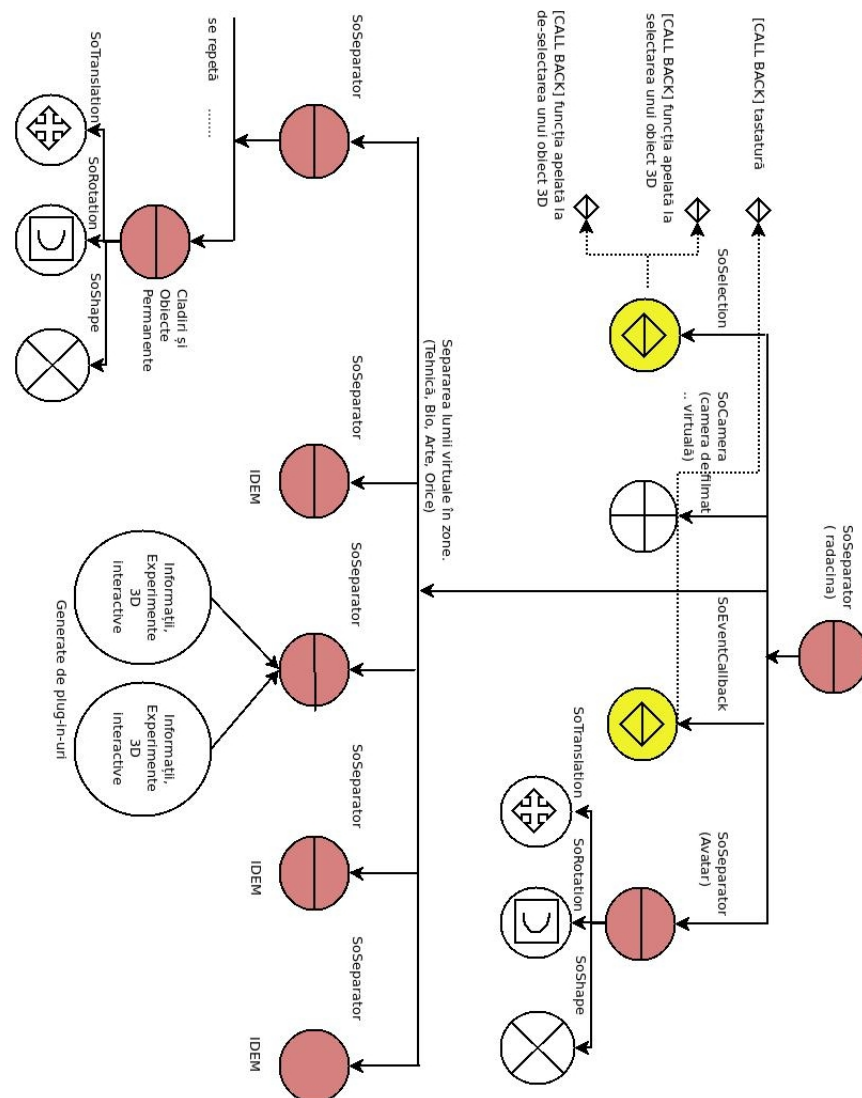 SoSeparator
( radacina)
[CALL BACK] tastatură
[CALL BACK] funcția apelată la
selectarea unui obiect 3D
[CALL BACK] funcția apelată la
de-selectarea unui obiect 3D
SoSelection
SoCamera
(camera de filmat
.. virtuală)
SoEventCallback
SoSeparator
(Avatar)
SoTranslation
SoRotation
SoShape
Separarea lumii virtuale în zone.
(Tehnică, Bio, Arte, Orice)
SoSeparator
SoSeparator
IDEM
SoSeparator
SoSeparator
IDEM
SoSeparator
IDEM
se repetă ........
Cladiri și
Obiecte
Permanente
SoTranslation
SoRotation
SoShape
Informații,
Experimente
3D
interactive
Informații,
Experimente
3D
interactive
Generate de plug-in-uri